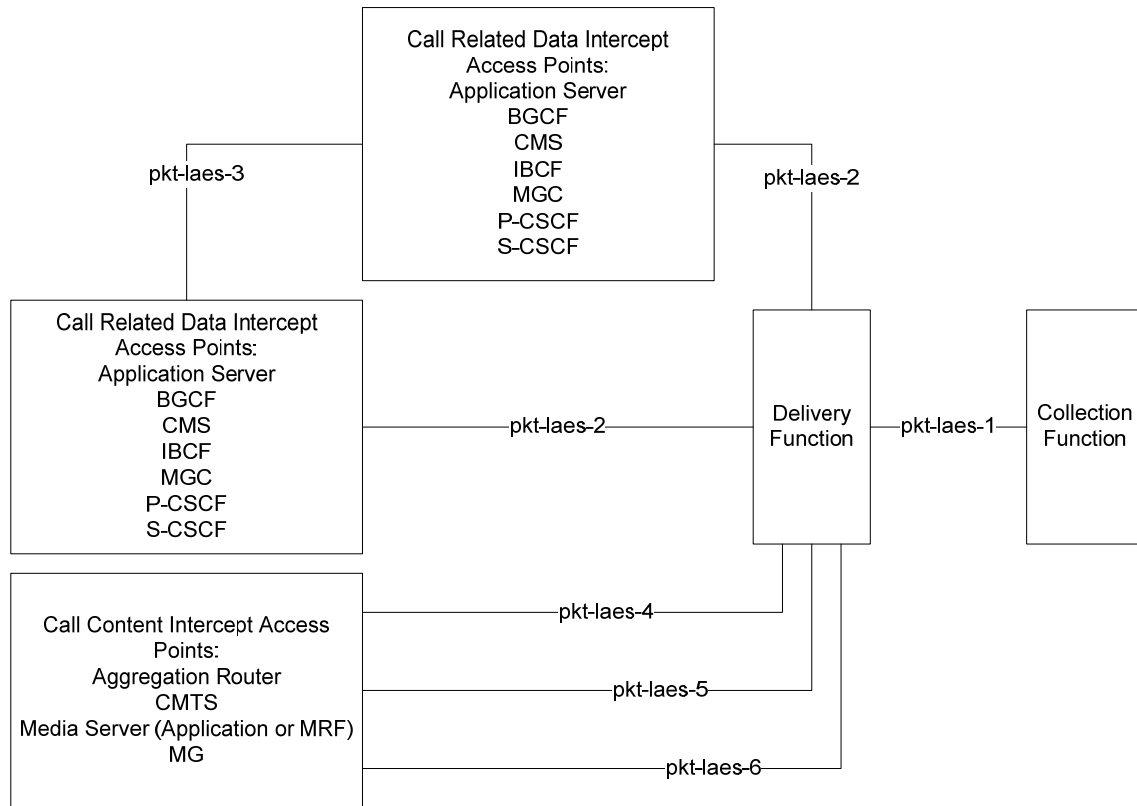 Call Related Data Intercept
Access Points:
Application Server
BGCF
CMS
IBCF
MGC
P-CSCF
S-CSCF
pkt-laes-3
pkt-laes-2
Call Related Data Intercept
Access Points:
Application Server
BGCF
CMS
IBCF
MGC
P-CSCF
S-CSCF
pkt-laes-2
Delivery
Function
pkt-laes-1
Collection
Function
Call Content Intercept Access
Points:
Aggregation Router
CMTS
Media Server (Application or MRF)
MG
pkt-laes-4
pkt-laes-5
pkt-laes-6